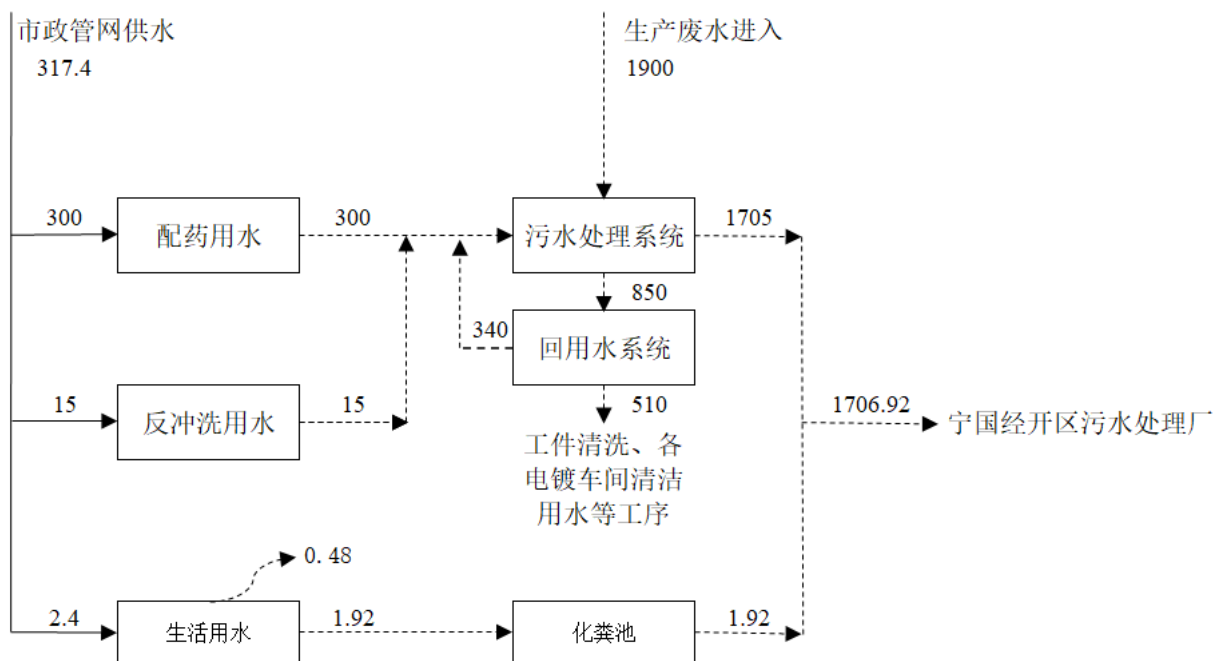 市政管网供水
317.4
生产废水进入
1900
300
配药用水
300
污水处理系统
1705
850
340
回用水系统
15
反冲洗用水
15
510
1706.92
宁国经开区污水处理厂
工件清洗、各
电镀车间清洁
用水等工序
0.48
2.4
生活用水
1.92
化粪池
1.92